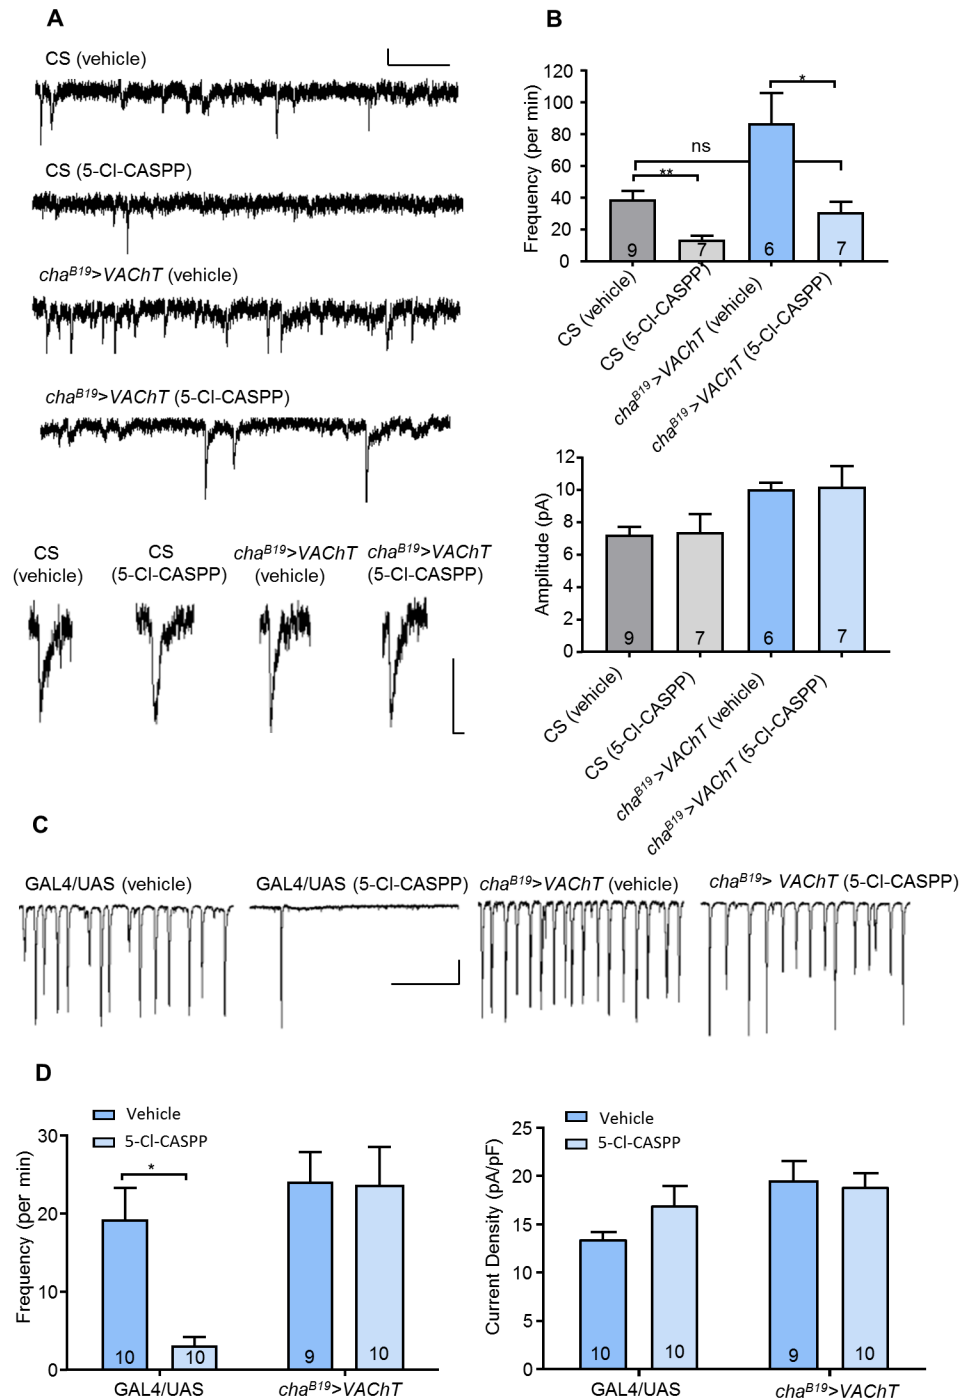 A
CS (vehicle)
CS (5-Cl-CASPP)
chaB19>VAChT (vehicle)
chaB19>VAChT (5-Cl-CASPP)
CS
(vehicle)
CS
(5-Cl-CASPP)
chaB19>VAChT
(vehicle)
chaB19>VAChT
(5-Cl-CASPP)
B
Frequency (per min)
120
100
80
60
40
20
0
*
ns
**
9
7
6
7
CS (vehicle)
CS (5-Cl-CASPP)
chaB19>VAChT (vehicle)
chaB19>VAChT (5-Cl-CASPP)
Amplitude (pA)
12
10
8
6
4
2
0
9
7
6
7
CS (vehicle)
CS (5-Cl-CASPP)
chaB19>VAChT (vehicle)
chaB19>VAChT (5-Cl-CASPP)
C
GAL4/UAS (vehicle)
GAL4/UAS (5-Cl-CASPP)
chaB19>VAChT (vehicle)
chaB19> VAChT (5-Cl-CASPP)
D
Vehicle
5-Cl-CASPP
Frequency (per min)
30
20
10
0
*
10
10
9
10
GAL4/UAS
chaB19>VAChT
Vehicle
5-Cl-CASPP
Current Density (pA/pF)
25
20
15
10
5
0
10
10
9
10
GAL4/UAS
chaB19>VAChT